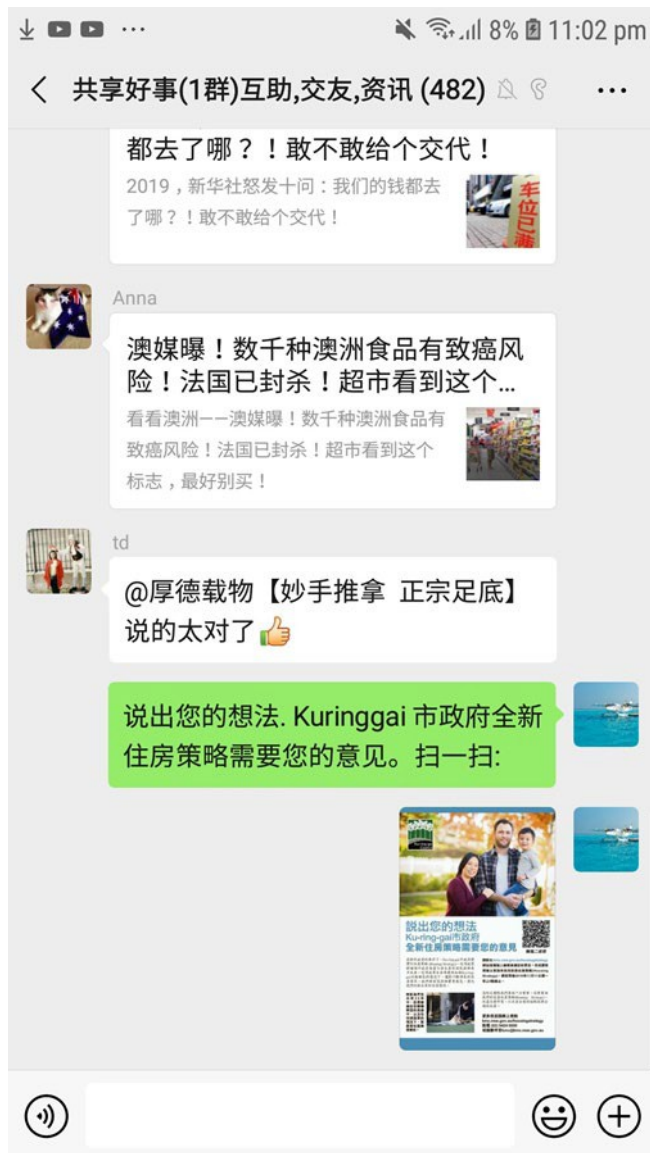 8% 11:02 pm
共享好事(1群)互助,交友,资讯 (482)
都去了哪？！敢不敢给个交代！
2019，新华社怒发十问：我们的钱都去
了哪？！敢不敢给个交代！
车位已满
Anna
澳媒曝！数千种澳洲食品有致癌风
险！法国已封杀！超市看到这个...
看看澳洲——澳媒曝！数千种澳洲食品有
致癌风险！法国已封杀！超市看到这个
标志，最好别买！
td
@厚德载物【妙手推拿 正宗足底】
说的太对了
说出您的想法. Kuringgai 市政府全新
住房策略需要您的意见。扫一扫:
説出您的想法
Ku-ring-gai市政府
全新住房策略需要您的意見